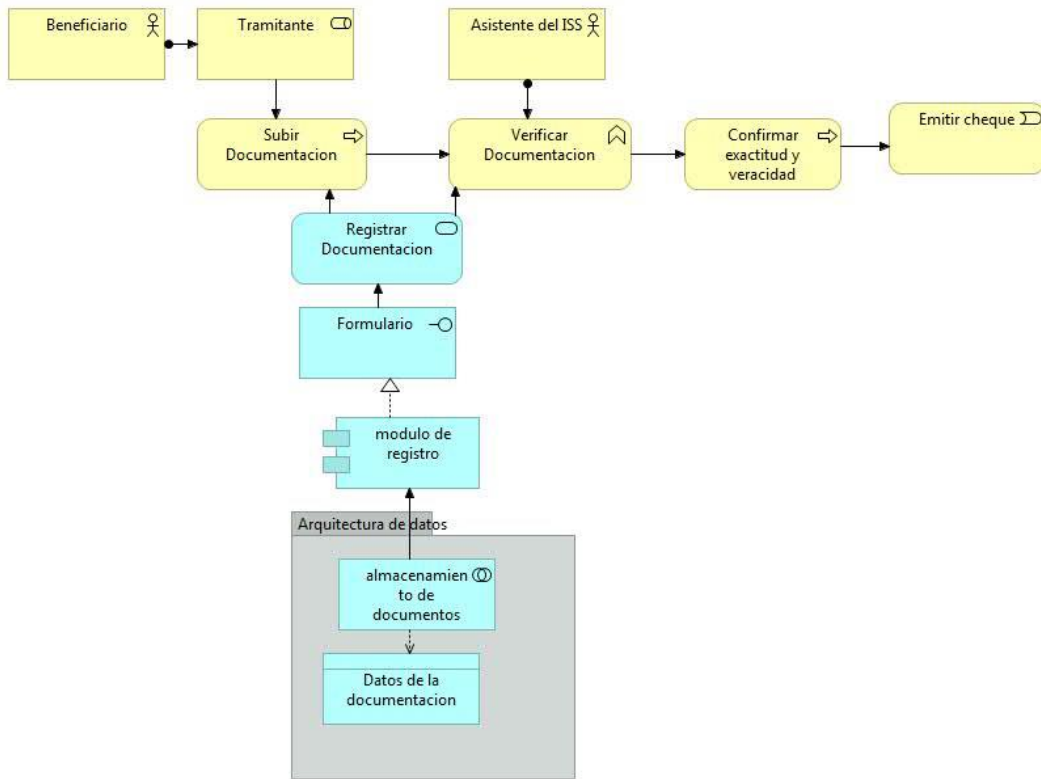 Beneficiario
Tramitante
Asistente del ISS
Subir
Documentacion
Verificar
Documentacion
Confirmar
exactitud y
veracidad
Emitir cheque
Registrar
Documentacion
Formulario
modulo de
registro
Arquitectura de datos
almacenamien
to de
documentos
Datos de la
documentacion